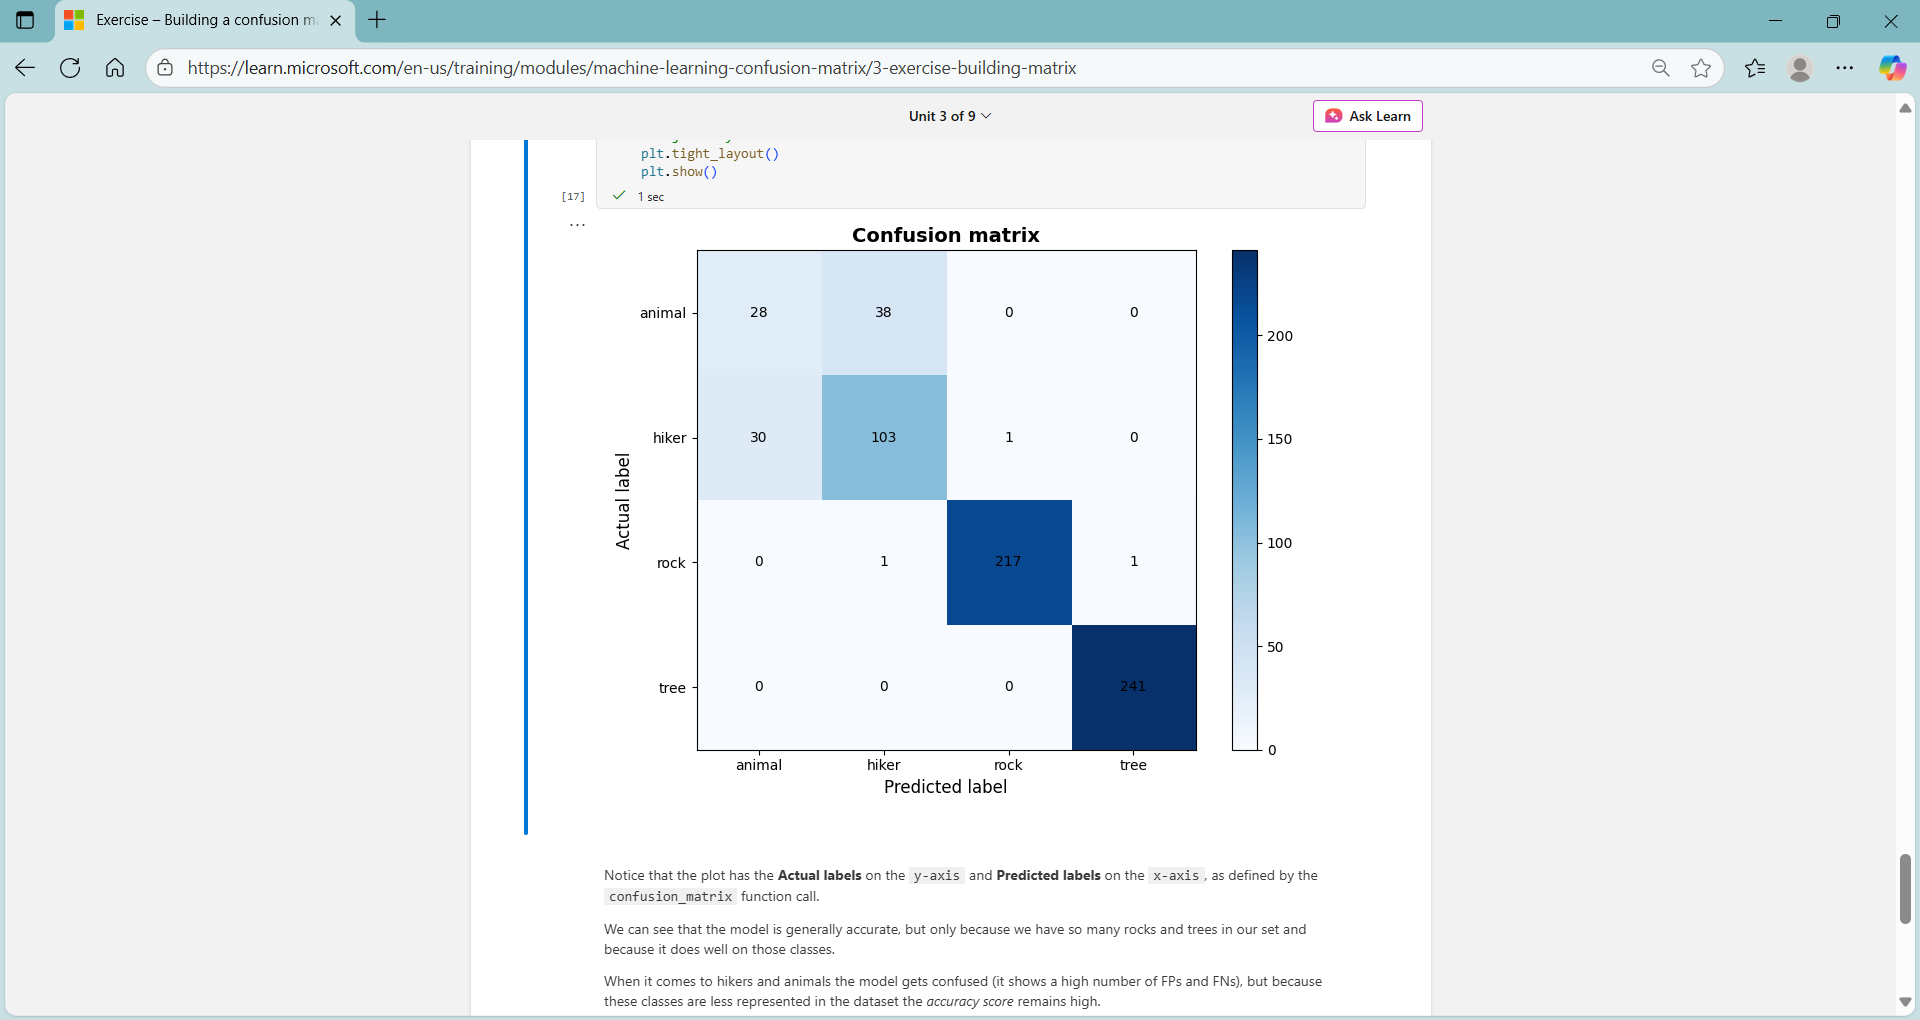 Exercise – Building a confusion m
https://learn.microsoft.com/en-us/training/modules/machine-learning-confusion-matrix/3-exercise-building-matrix
Unit 3 of 9
Ask Learn
plt.tight_layout()
plt.show()
[17]
1 sec
...
Confusion matrix
animal
28
38
0
0
hiker
30
103
1
0
rock
0
1
217
1
tree
0
0
0
241
Actual label
animal
hiker
rock
tree
Predicted label
200
150
100
50
0
Notice that the plot has the Actual labels on the y-axis and Predicted labels on the x-axis, as defined by the
confusion_matrix function call.
We can see that the model is generally accurate, but only because we have so many rocks and trees in our set and
because it does well on those classes.
When it comes to hikers and animals the model gets confused (it shows a high number of FPs and FNs), but because
these classes are less represented in the dataset the accuracy score remains high.